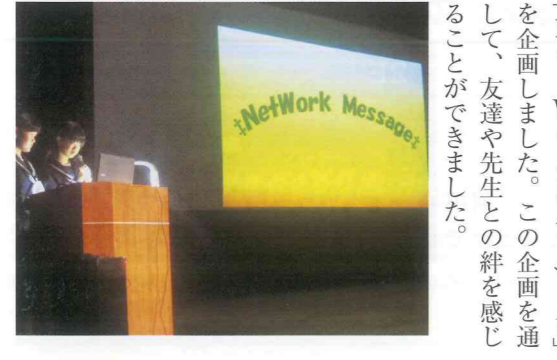 を企画しました。この企画を通
して、友達や先生との絆を感じ
ることができました。
‡NetWork Message‡